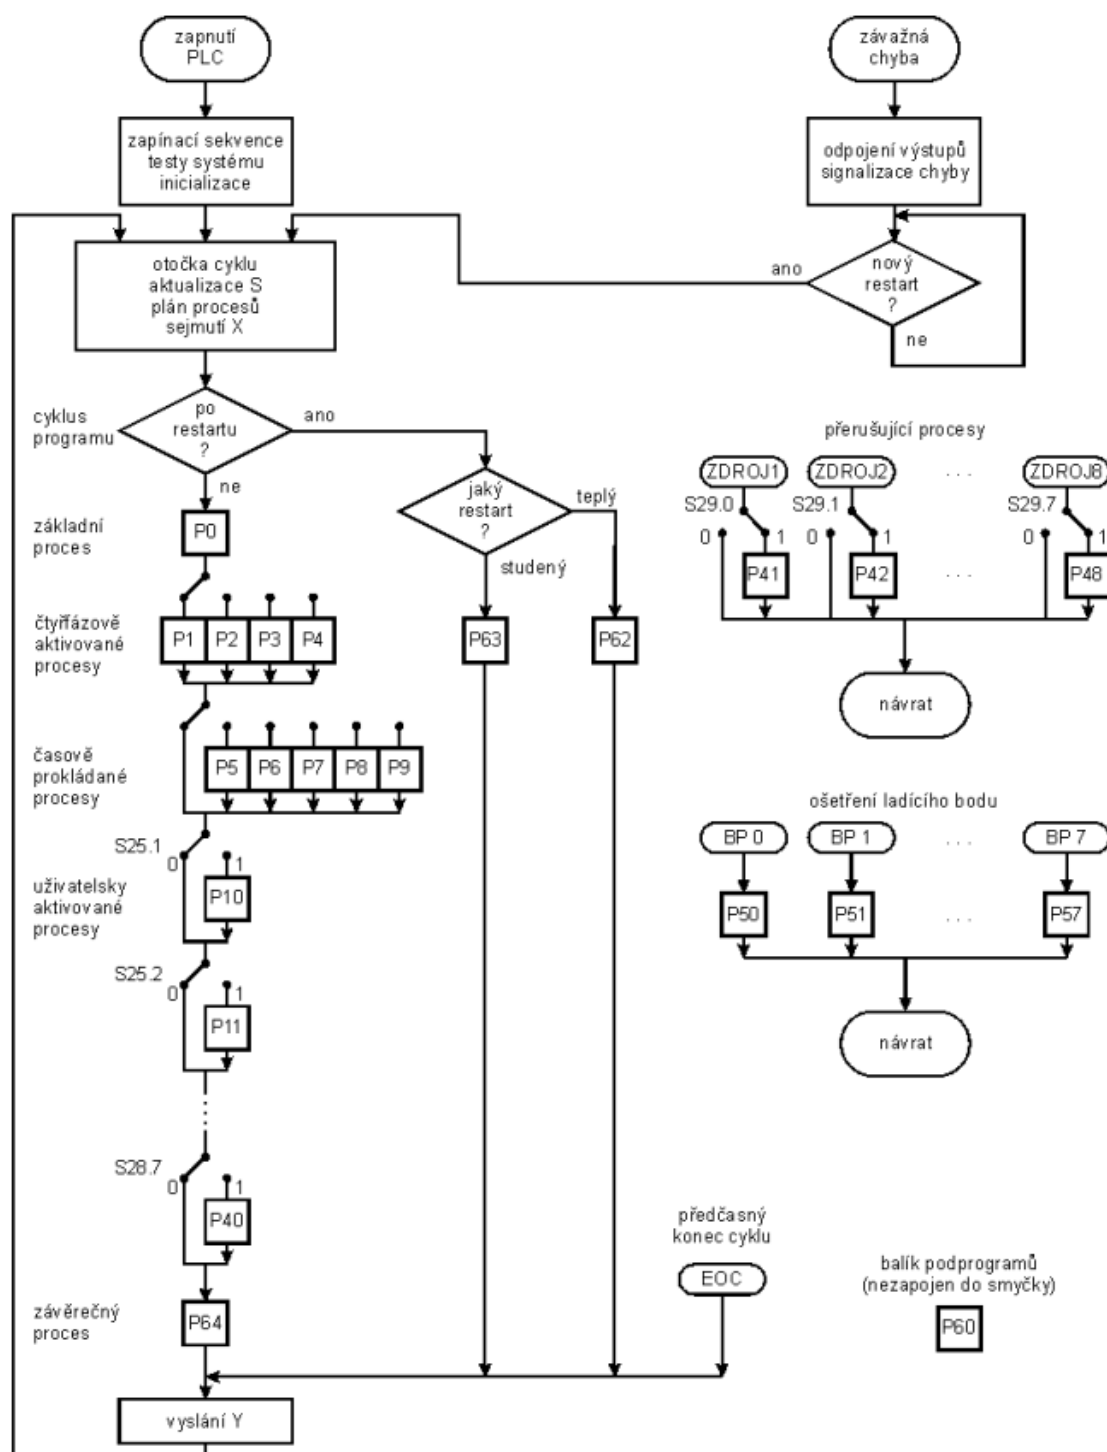 zapnutí
PLC
závažná
chyba
zapínací sekvence
testy systému
inicializace
odpojení výstupů
signalizace chyby
otočka cyklu
aktualizace S
plán procesů
sejmutí X
ano
nový
restart
?
ne
cyklus
programu
po
restartu
?
ano
ne
jaký
restart
?
teplý
studený
přerušující procesy
ZDROJ1
ZDROJ2
. . .
ZDROJ8
S29.0
S29.1
S29.7
0
1
0
1
0
1
P41
P42
. . .
P48
návrat
základní
proces
P0
čtyřfázově
aktivované
procesy
P1
P2
P3
P4
P63
P62
časově
prokládané
procesy
P5
P6
P7
P8
P9
ošetření ladícího bodu
BP 0
BP 1
. . .
BP 7
P50
P51
. . .
P57
návrat
S25.1
0
1
uživatelsky
aktivované
procesy
P10
S25.2
0
1
P11
S28.7
0
1
P40
předčasný
konec cyklu
EOC
balík podprogramů
(nezapojen do smyčky)
P60
závěrečný
proces
P64
vyslání Y